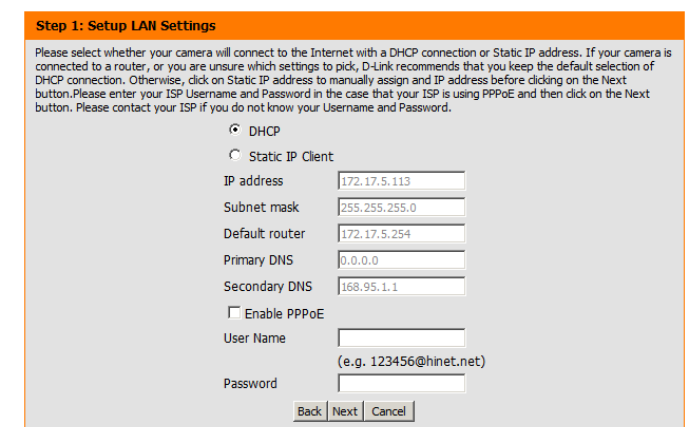 Step 1: Setup LAN Settings
Please select whether your camera will connect to the Internet with a DHCP connection or Static IP address. If your camera is
connected to a router, or you are unsure which settings to pick, D-Link recommends that you keep the default selection of
DHCP connection. Otherwise, click on Static IP address to manually assign and IP address before clicking on the Next
button.Please enter your ISP Username and Password in the case that your ISP is using PPPoE and then click on the Next
button. Please contact your ISP if you do not know your Username and Password.
DHCP
Static IP Client
IP address 172.17.5.113
Subnet mask 255.255.255.0
Default router 172.17.5.254
Primary DNS 0.0.0.0
Secondary DNS 168.95.1.1
Enable PPPoE
User Name
(e.g. 123456@hinet.net)
Password
Back Next Cancel